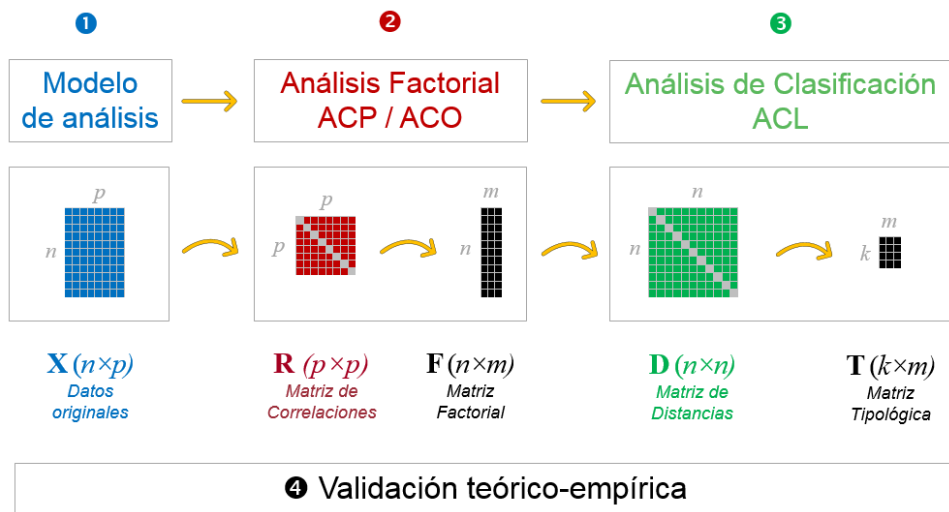 ❶
❷
❸
Modelo
de análisis
Análisis Factorial
ACP / ACO
Análisis de Clasificación
ACL
p
n
p
p
m
n
n
n
m
k
X (n×p)
Datos
originales
R (p×p)
Matriz de
Correlaciones
F (n×m)
Matriz
Factorial
D (n×n)
Matriz de
Distancias
T (k×m)
Matriz
Tipológica
❹ Validación teórico-empírica